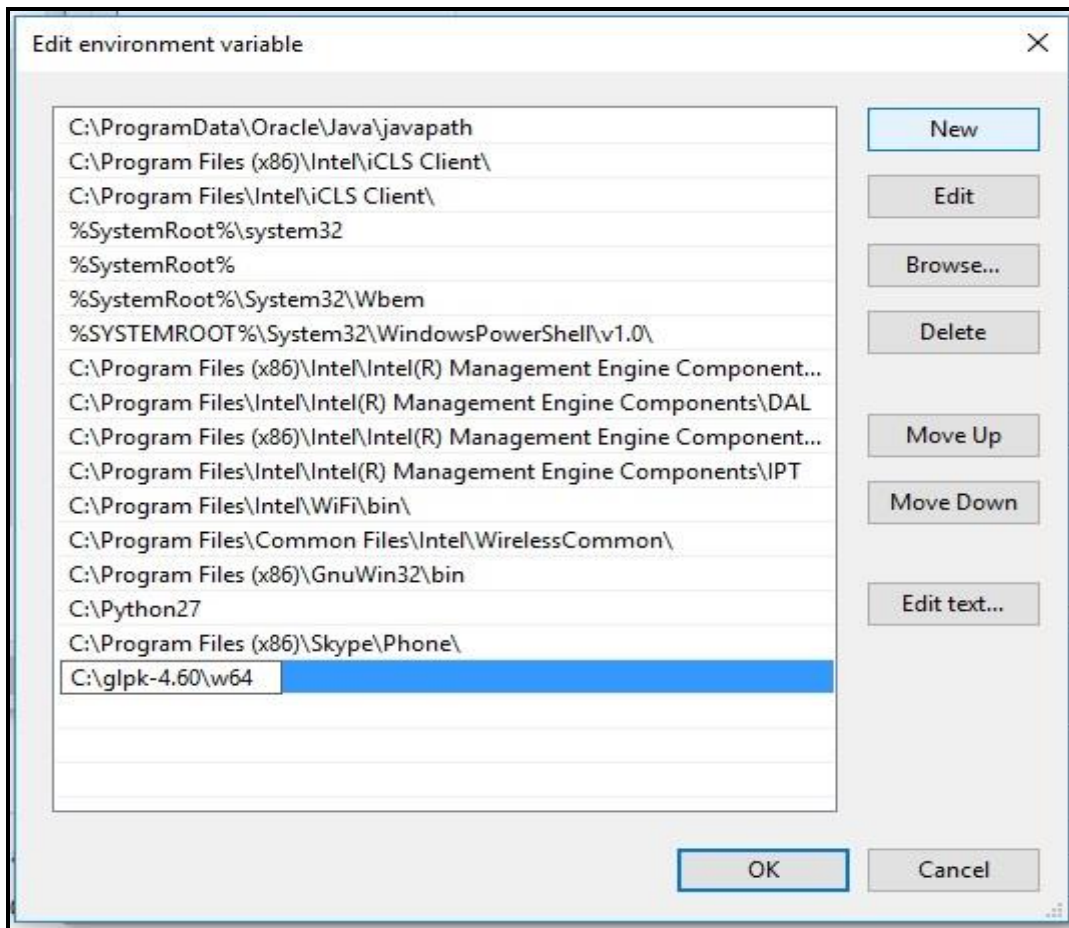 Edit environment variable
C:\ProgramData\Oracle\Java\javapath
C:\Program Files (x86)\Intel\iCLS Client\
C:\Program Files\Intel\iCLS Client\
%SystemRoot%\system32
%SystemRoot%
%SystemRoot%\System32\Wbem
%SYSTEMROOT%\System32\WindowsPowerShell\v1.0\
C:\Program Files (x86)\Intel\Intel(R) Management Engine Component...
C:\Program Files\Intel\Intel(R) Management Engine Components\DAL
C:\Program Files (x86)\Intel\Intel(R) Management Engine Component...
C:\Program Files\Intel\Intel(R) Management Engine Components\IPT
C:\Program Files\Intel\WiFi\bin\
C:\Program Files\Common Files\Intel\WirelessCommon\
C:\Program Files (x86)\GnuWin32\bin
C:\Python27
C:\Program Files (x86)\Skype\Phone\
C:\glpk-4.60\w64
New
Edit
Browse...
Delete
Move Up
Move Down
Edit text...
OK
Cancel